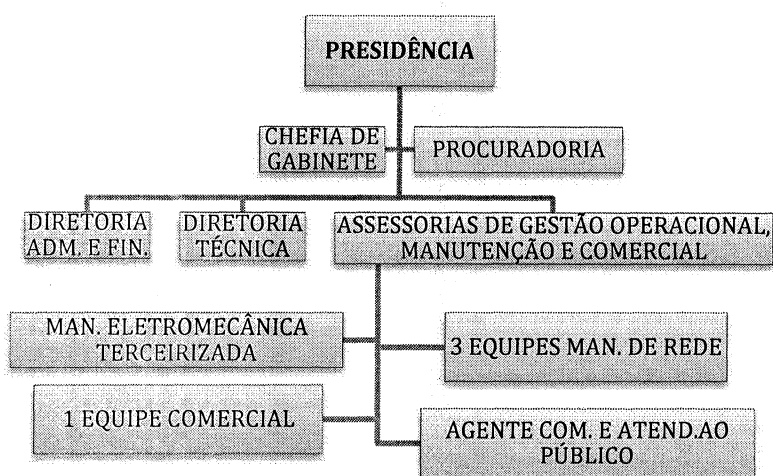 PRESIDÊNCIA
CHEFIA DE
GABINETE
PROCURADORIA
DIRETORIA
ADM. E FIN.
DIRETORIA
TÉCNICA
ASSESSORIAS DE GESTÃO OPERACIONAL,
MANUTENÇÃO E COMERCIAL
MAN. ELETROMECÂNICA
TERCEIRIZADA
3 EQUIPES MAN. DE REDE
1 EQUIPE COMERCIAL
AGENTE COM. E ATEND.AO
PÚBLICO